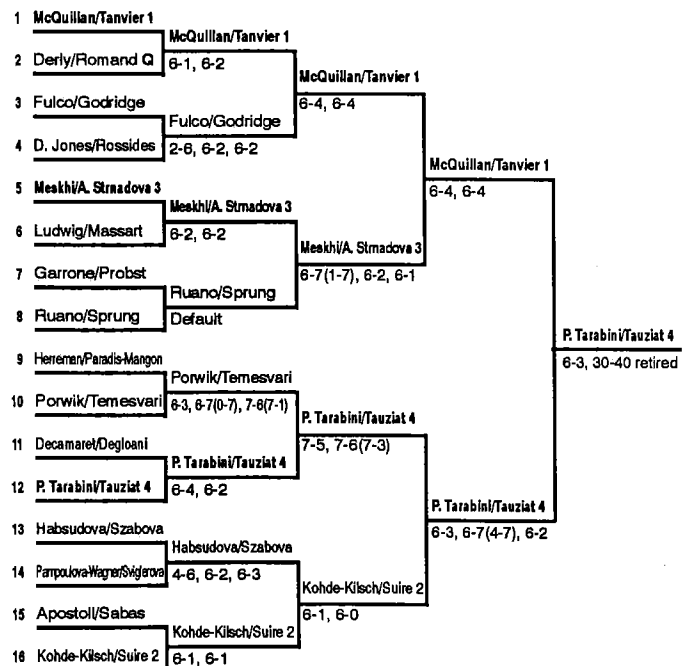 1 McQuillan/Tanvier 1
2 Derly/Romand Q
3 Fulco/Godridge
4 D. Jones/Rossides
5 Meskhi/A. Strnadova 3
6 Ludwig/Massart
7 Garrone/Probst
8 Ruano/Sprung
9 Herreman/Paradis-Mangon
10 Porwik/Temesvari
11 Decamaret/Degioani
12 P. Tarabini/Tauziat 4
13 Habsudova/Szabova
14 Pampoulova-Wagner/Sviglerova
15 Apostoli/Sabas
16 Kohde-Kilsch/Suire 2
McQuillan/Tanvier 1
6-1, 6-2
Fulco/Godridge
2-6, 6-2, 6-2
Meskhi/A. Strnadova 3
6-2, 6-2
Ruano/Sprung
Default
Porwik/Temesvari
6-3, 6-7(0-7), 7-6(7-1)
P. Tarabini/Tauziat 4
6-4, 6-2
Habsudova/Szabova
4-6, 6-2, 6-3
Kohde-Kilsch/Suire 2
6-1, 6-1
McQuillan/Tanvier 1
6-4, 6-4
Meskhi/A. Strnadova 3
6-7(1-7), 6-2, 6-1
P. Tarabini/Tauziat 4
7-5, 7-6(7-3)
Kohde-Kilsch/Suire 2
6-1, 6-0
McQuillan/Tanvier 1
6-4, 6-4
P. Tarabini/Tauziat 4
6-3, 6-7(4-7), 6-2
P. Tarabini/Tauziat 4
6-3, 30-40 retired